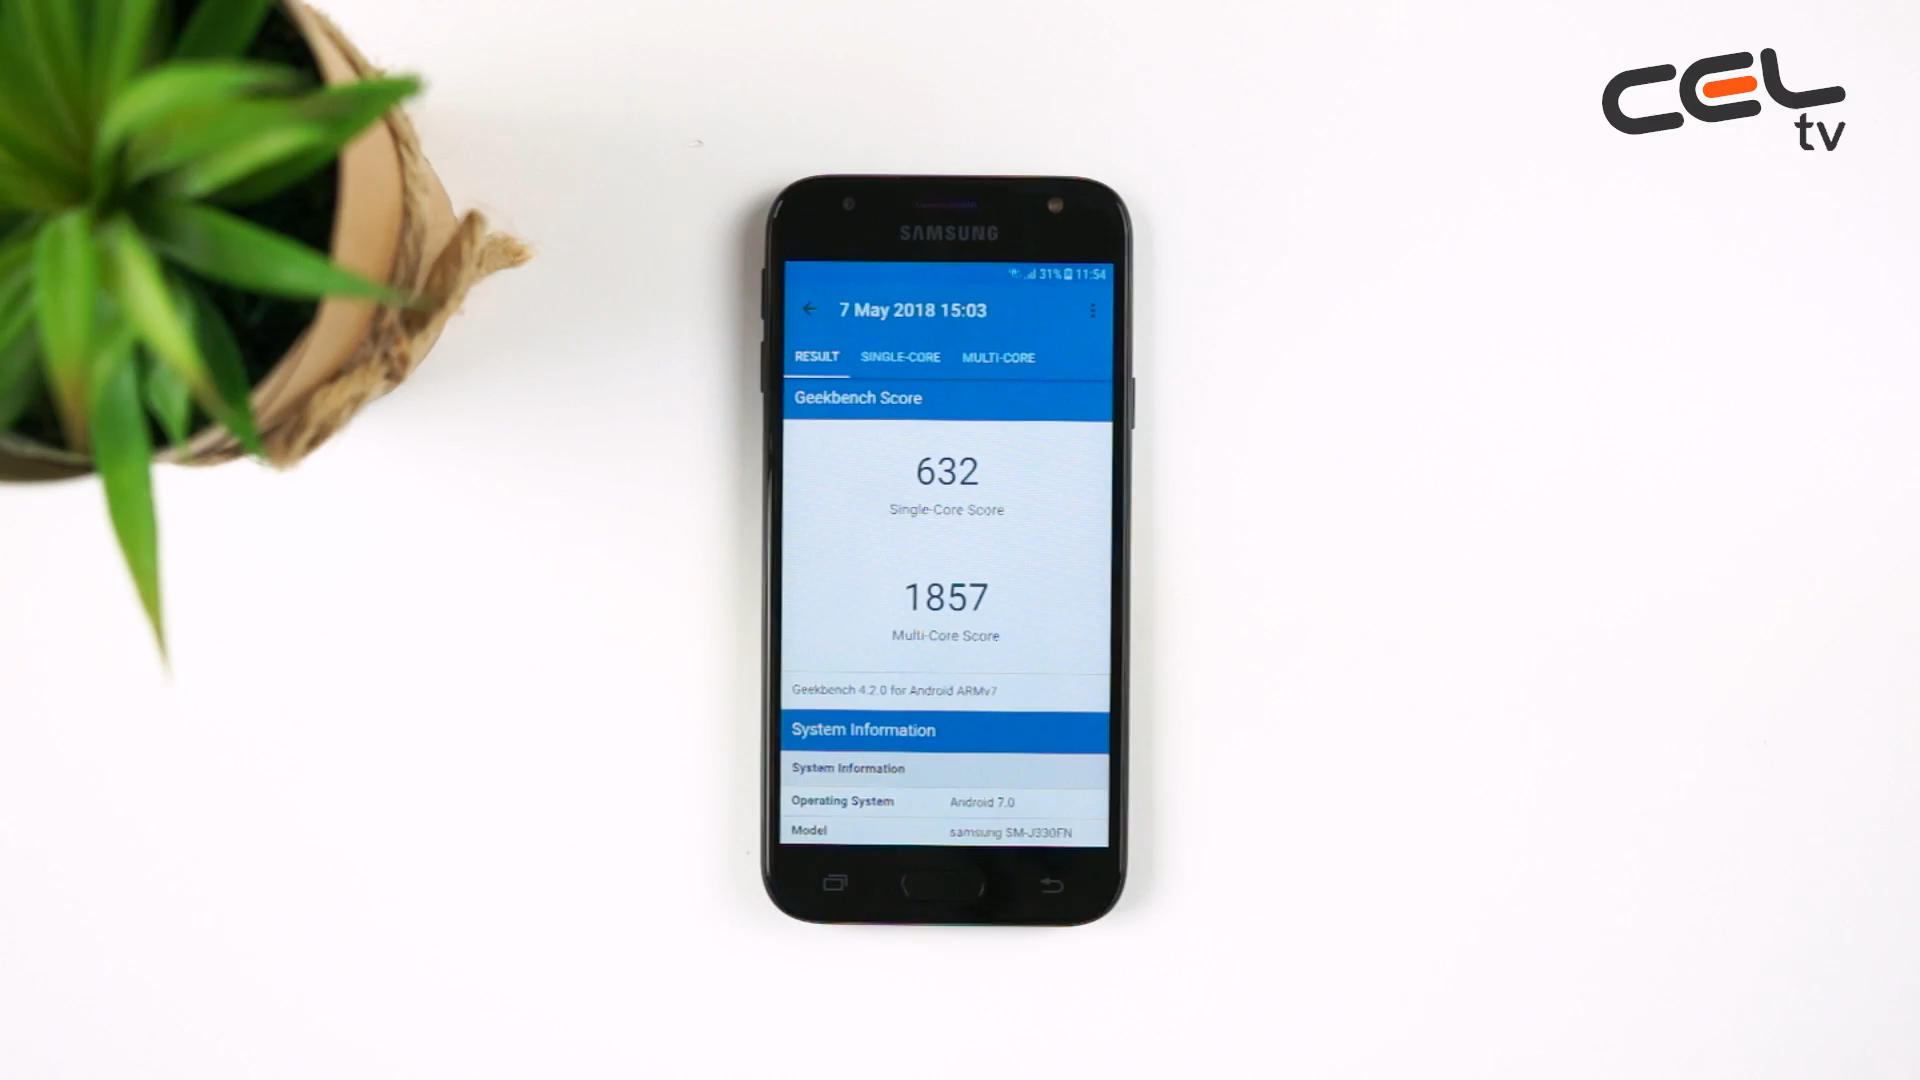 CEL
tv
SAMSUNG
31% 11:54
7 May 2018 15:03
RESULT SINGLE-CORE MULTI-CORE
Geekbench Score
632
Single-Core Score
1857
Multi-Core Score
Geekbench 4.2.0 for Android ARMv7
System Information
System Information
Operating System Android 7.0
Model samsung SM-J330FN